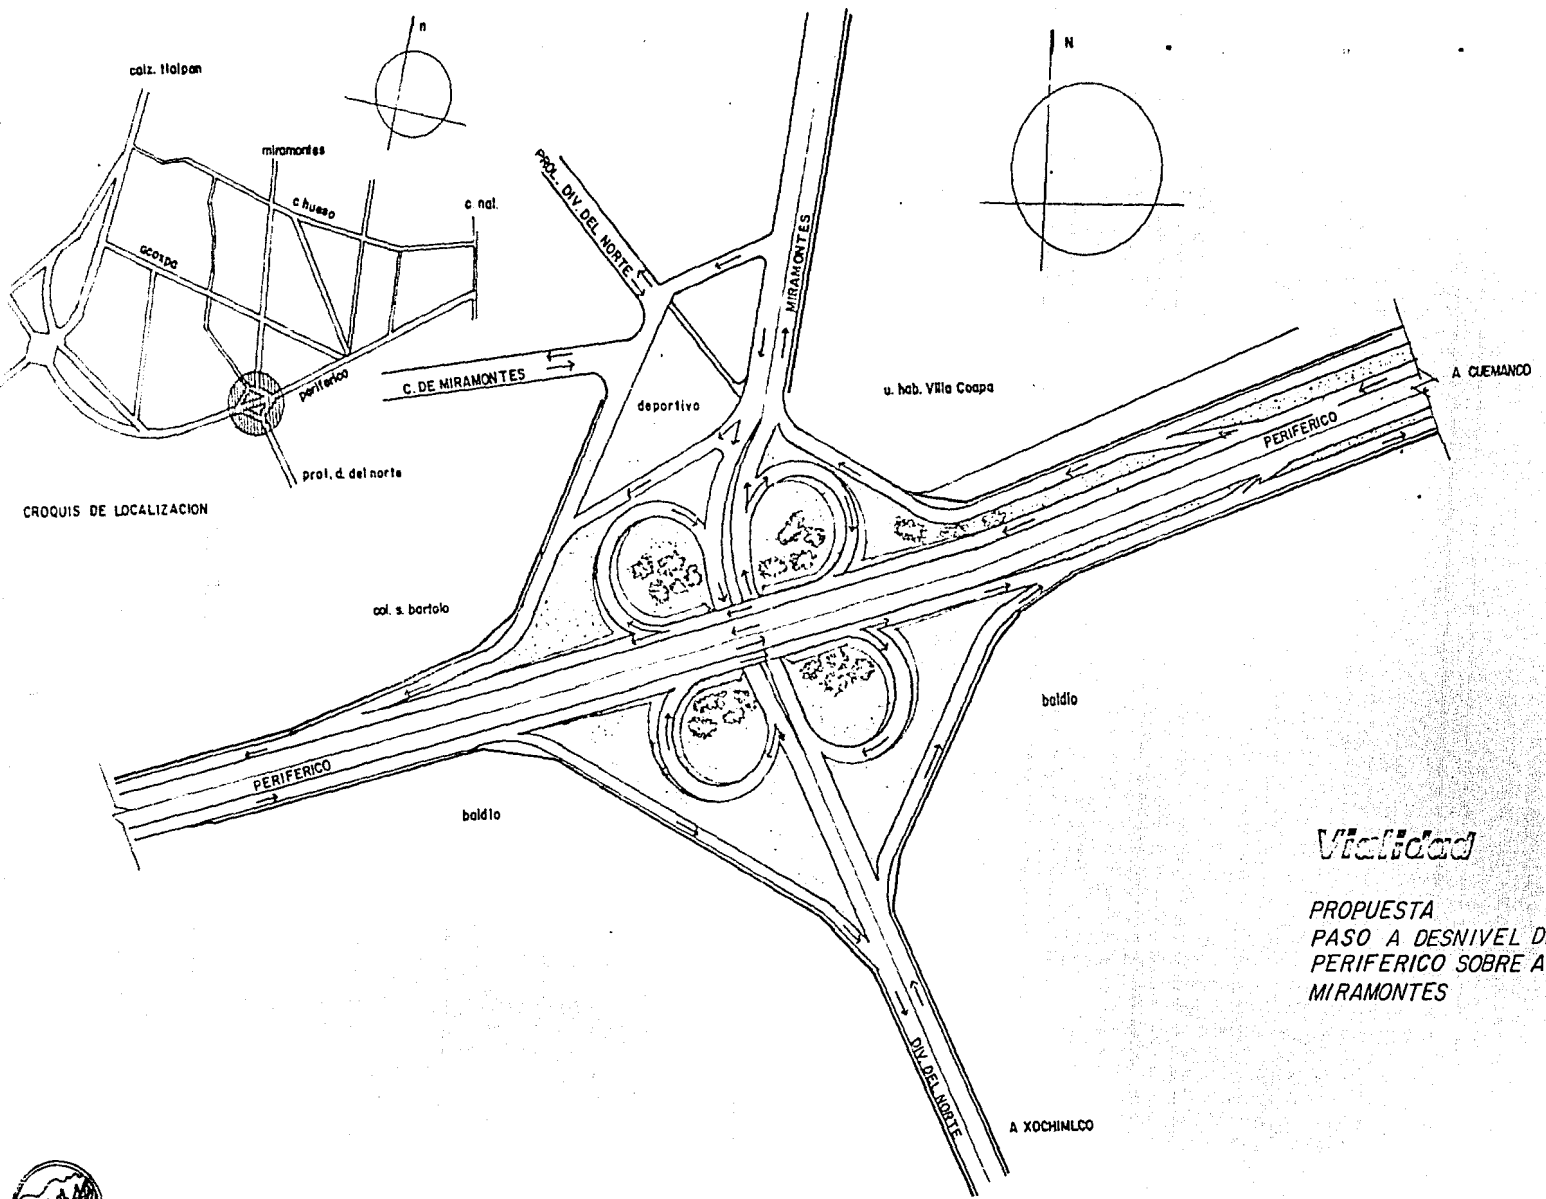 n
N
calz. tlalpan
miramontes
c hueso
c. nal.
acoxpa
periferico
prol. d. del norte
CROQUIS DE LOCALIZACION
PROL. DIV. DEL NORTE
MIRAMONTES
C. DE MIRAMONTES
deportivo
u. hab. Villa Coapa
A CUEMANCO
PERIFERICO
col. s. bartolo
baldio
PERIFERICO
baldio
Vialidad
PROPUESTA
PASO A DESNIVEL D
PERIFERICO SOBRE A
MIRAMONTES
DIV. DEL NORTE
A XOCHIMLCO